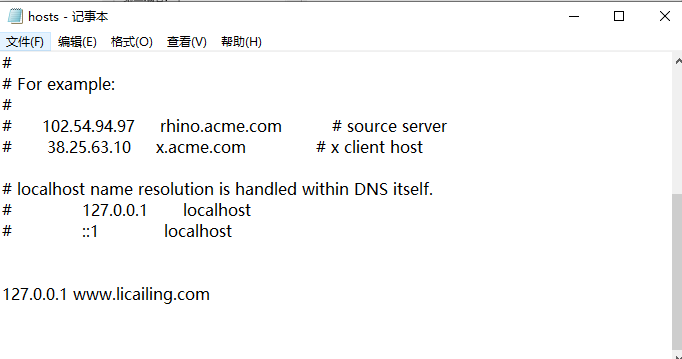 hosts - 记事本
文件(F) 编辑(E) 格式(O) 查看(V) 帮助(H)
#
# For example:
#
#      102.54.94.97     rhino.acme.com          # source server
#       38.25.63.10     x.acme.com              # x client host
# localhost name resolution is handled within DNS itself.
#              127.0.0.1       localhost
#              ::1             localhost
127.0.0.1 www.licailing.com